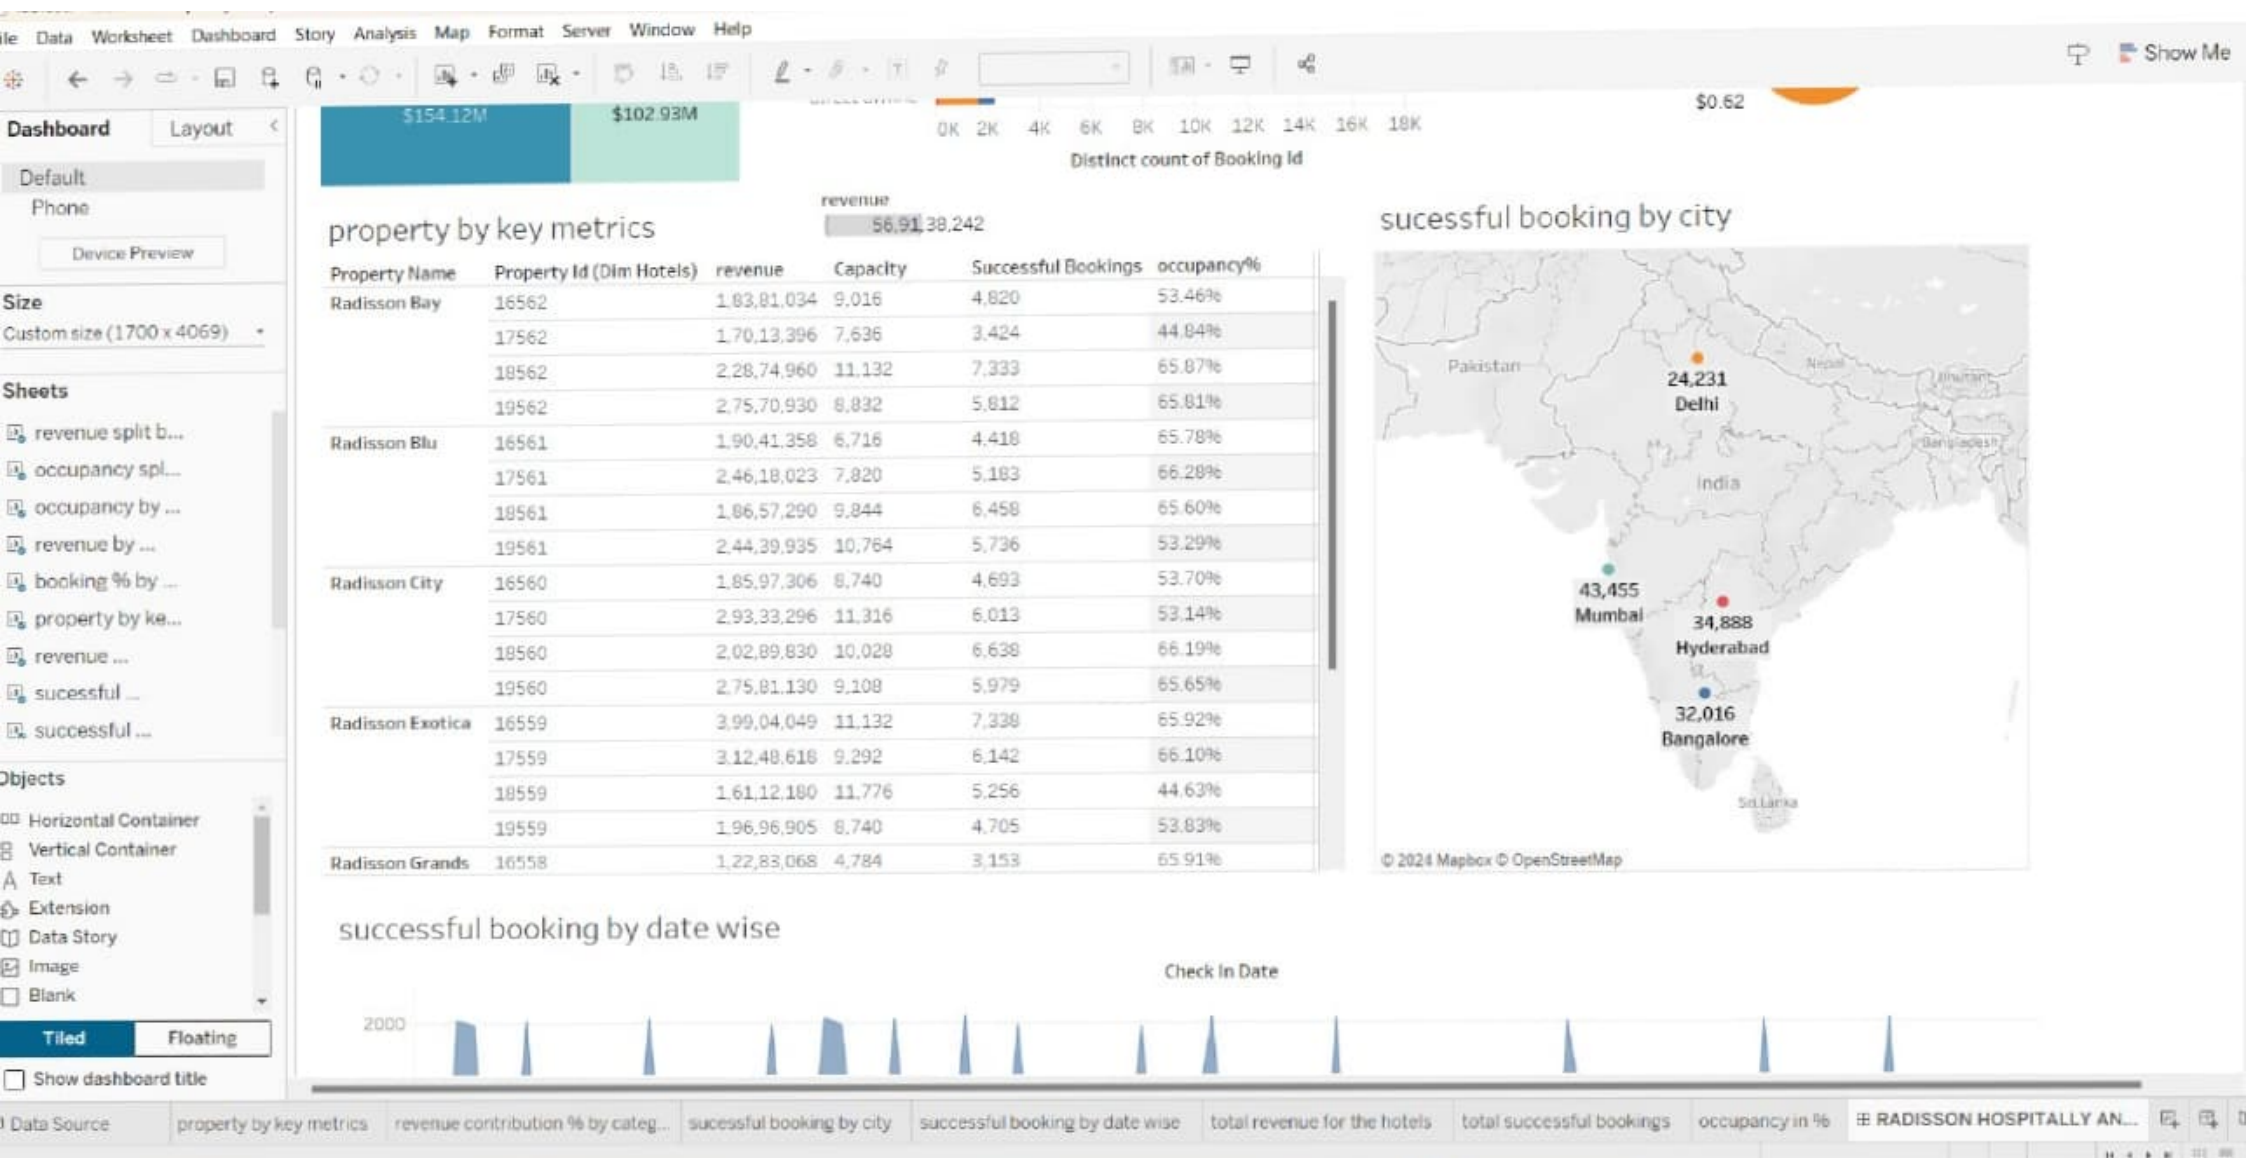 ile Data Worksheet Dashboard Story Analysis Map Format Server Window Help
Show Me
Dashboard Layout
Default
Phone
Device Preview
Size
Custom size (1700 x 4069)
Sheets
revenue split b...
occupancy spl...
occupancy by ...
revenue by ...
booking % by ...
property by ke...
revenue ...
sucessful ...
successful ...
Objects
Horizontal Container
Vertical Container
Text
Extension
Data Story
Image
Blank
Tiled Floating
Show dashboard title
$154.12M $102.93M
0K 2K 4K 6K 8K 10K 12K 14K 16K 18K
Distinct count of Booking Id
$0.62
revenue
56,91,38,242
property by key metrics
Property Name Property Id (Dim Hotels) revenue Capacity Successful Bookings occupancy%
Radisson Bay 16562 1,83,81,034 9,016 4,820 53.46%
17562 1,70,13,396 7,636 3,424 44.84%
18562 2,28,74,960 11,132 7,333 65.87%
19562 2,75,70,930 8,832 5,812 65.81%
Radisson Blu 16561 1,90,41,358 6,716 4,418 65.78%
17561 2,46,18,023 7,820 5,183 66.28%
18561 1,86,57,290 9,844 6,458 65.60%
19561 2,44,39,935 10,764 5,736 53.29%
Radisson City 16560 1,85,97,306 8,740 4,693 53.70%
17560 2,93,33,296 11,316 6,013 53.14%
18560 2,02,89,830 10,028 6,638 66.19%
19560 2,75,81,130 9,108 5,979 65.65%
Radisson Exotica 16559 3,99,04,049 11,132 7,338 65.92%
17559 3,12,48,618 9,292 6,142 66.10%
18559 1,61,12,180 11,776 5,256 44.63%
19559 1,96,96,905 8,740 4,705 53.83%
Radisson Grands 16558 1,22,83,068 4,784 3,153 65.91%
sucessful booking by city
Pakistan
Nepal
Bhutan
Bangladesh
India
Sri Lanka
24,231
Delhi
43,455
Mumbai
34,888
Hyderabad
32,016
Bangalore
© 2024 Mapbox © OpenStreetMap
successful booking by date wise
Check In Date
2000
Data Source property by key metrics revenue contribution % by categ... sucessful booking by city successful booking by date wise total revenue for the hotels total successful bookings occupancy in % RADISSON HOSPITALLY AN...